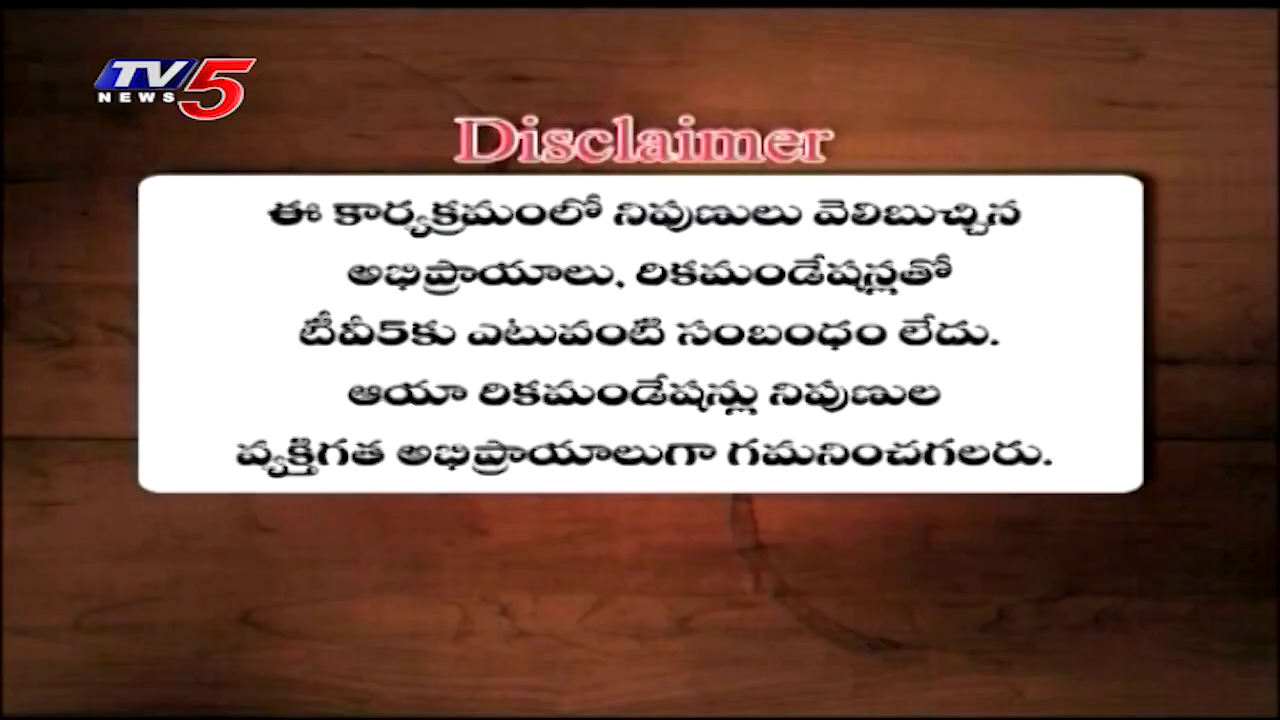 TV5
NEWS
Disclaimer
ఈ కార్యక్రమంలో నిపుణులు వెలిబుచ్చిన
అభిప్రాయాలు, రికమండేషన్లతో
టీవీ5కు ఎటువంటి సంబంధం లేదు.
ఆయా రికమండేషన్లు నిపుణుల
వ్యక్తిగత అభిప్రాయాలుగా గమనించగలరు.